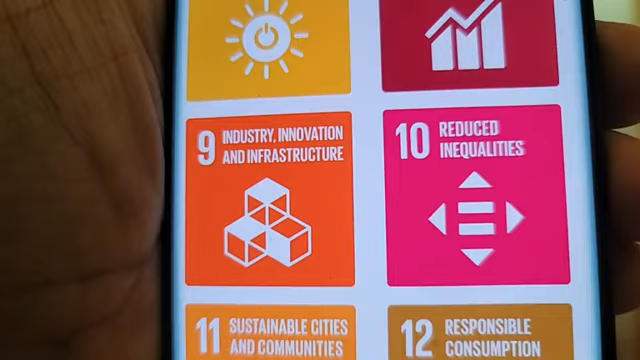 9 INDUSTRY, INNOVATION
AND INFRASTRUCTURE
10 REDUCED
INEQUALITIES
11 SUSTAINABLE CITIES
AND COMMUNITIES
12 RESPONSIBLE
CONSUMPTION